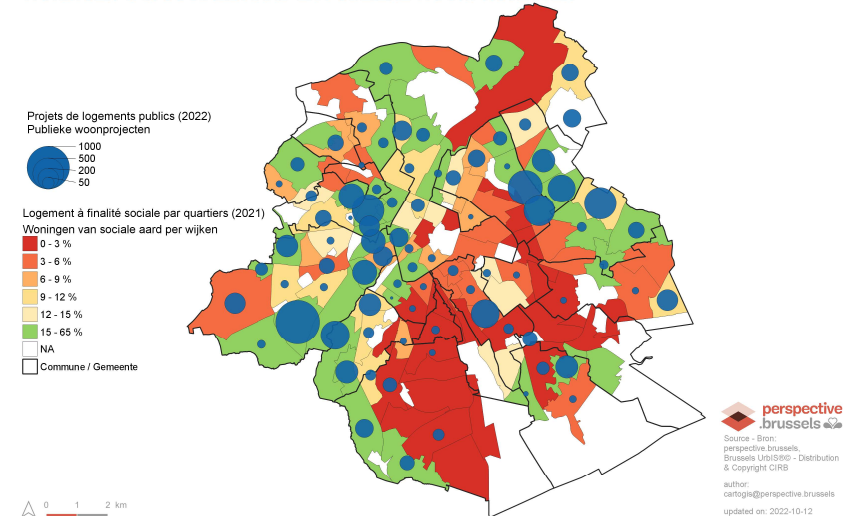 Projets de logements publics (2022)
Publieke woonprojecten
1000
500
200
50
Logement à finalité sociale par quartiers (2021)
Woningen van sociale aard per wijken
0 - 3 %
3 - 6 %
6 - 9 %
9 - 12 %
12 - 15 %
15 - 65 %
NA
Commune / Gemeente
0 1 2 km
perspective
.brussels
Source - Bron:
perspective.brussels,
Brussels UrbIS®© - Distribution
& Copyright CIRB
author:
cartogis@perspective.brussels
updated on: 2022-10-12